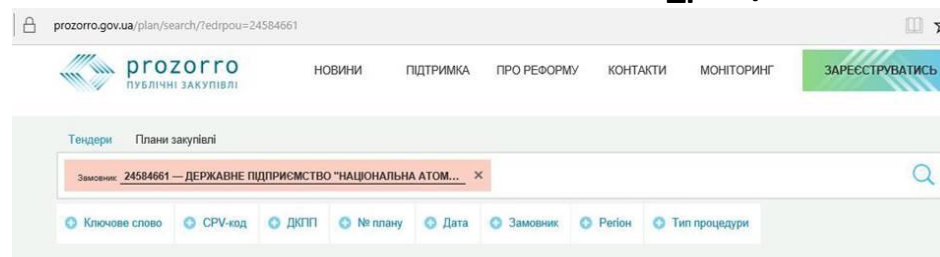 prozorro.gov.ua/plan/search/?edrpou=24584661
prozorro
ПУБЛІЧНІ ЗАКУПІВЛІ
НОВИНИ ПІДТРИМКА ПРО РЕФОРМУ КОНТАКТИ МОНІТОРИНГ ЗАРЕЄСТРУВАТИСЬ
Тендери Плани закупівлі
Замовник: 24584661 — ДЕРЖАВНЕ ПІДПРИЄМСТВО "НАЦІОНАЛЬНА АТОМ... ×
Ключове слово CPV-код ДКПП № плану Дата Замовник Регіон Тип процедури